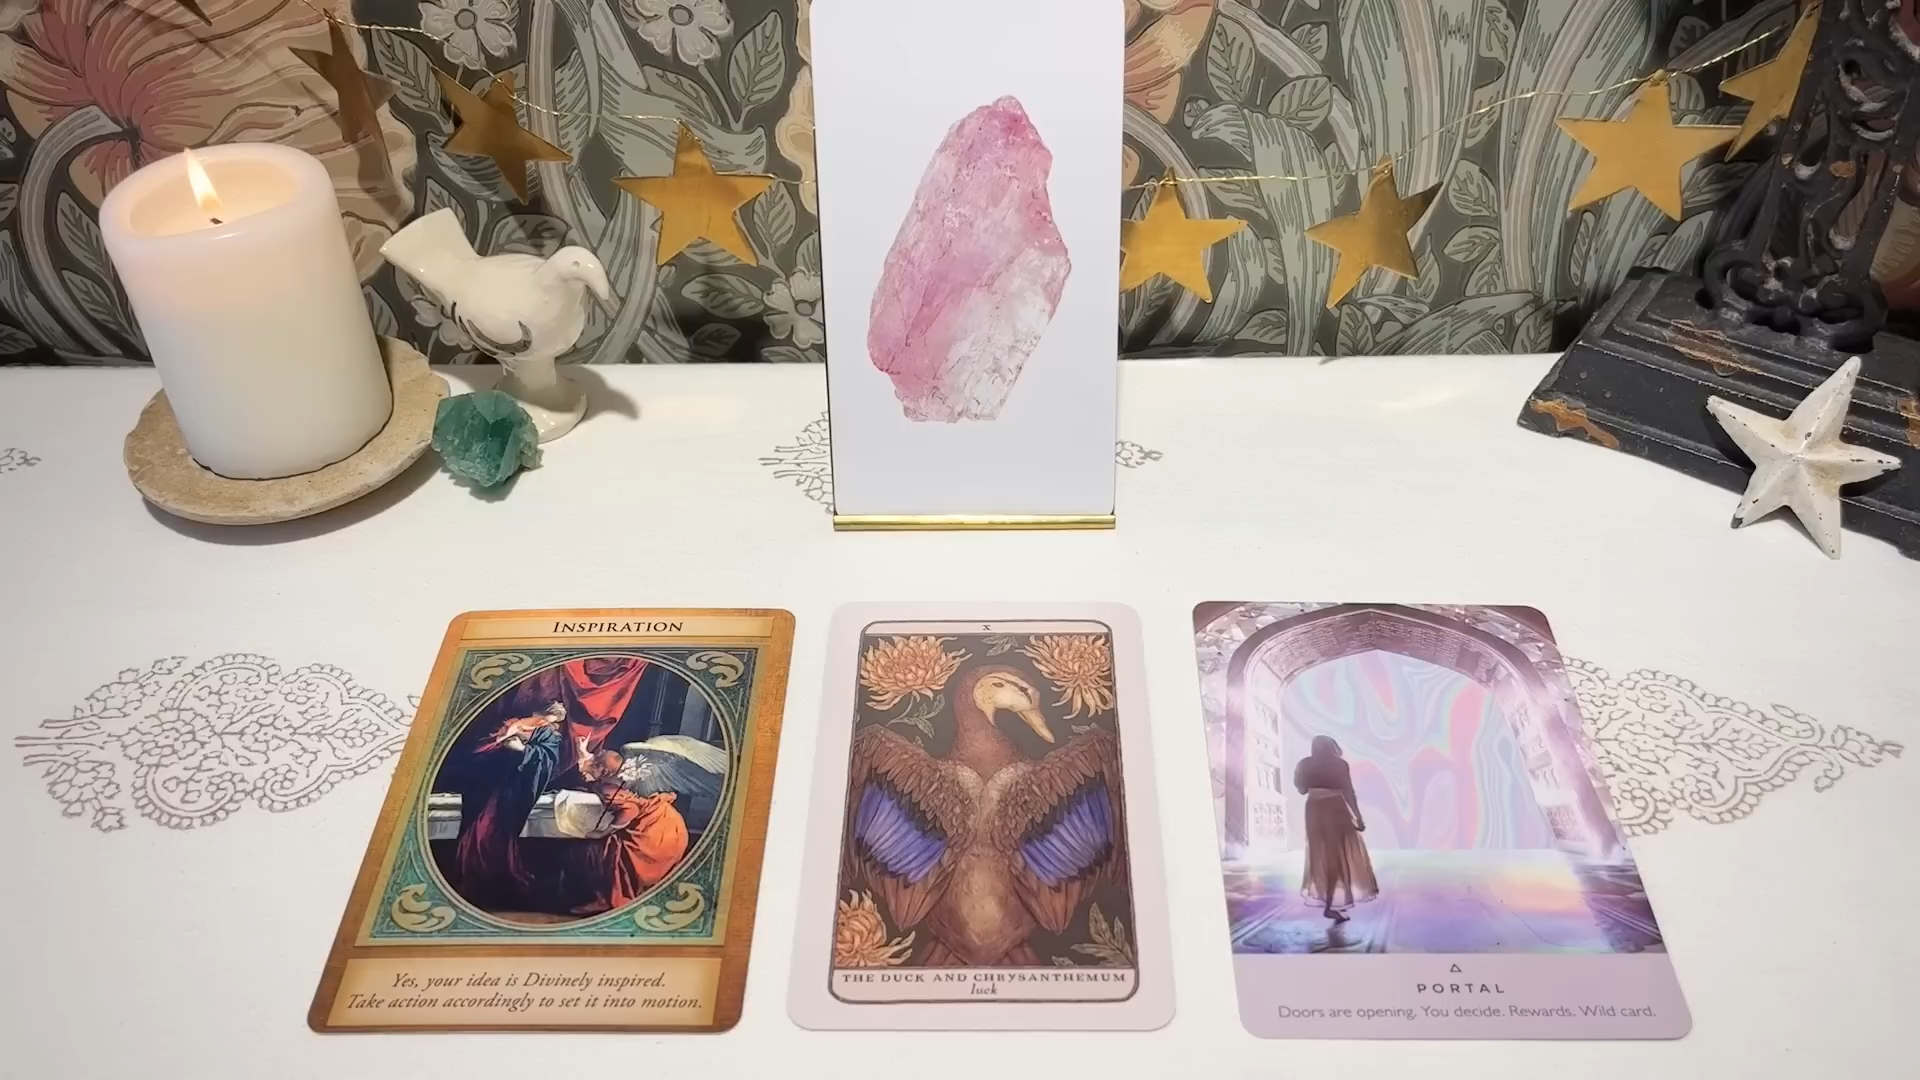 INSPIRATION
Yes, your idea is Divinely inspired.
Take action accordingly to set it into motion.
X
THE DUCK AND CHRYSANTHEMUM
luck
PORTAL
Doors are opening. You decide. Rewards. Wild card.